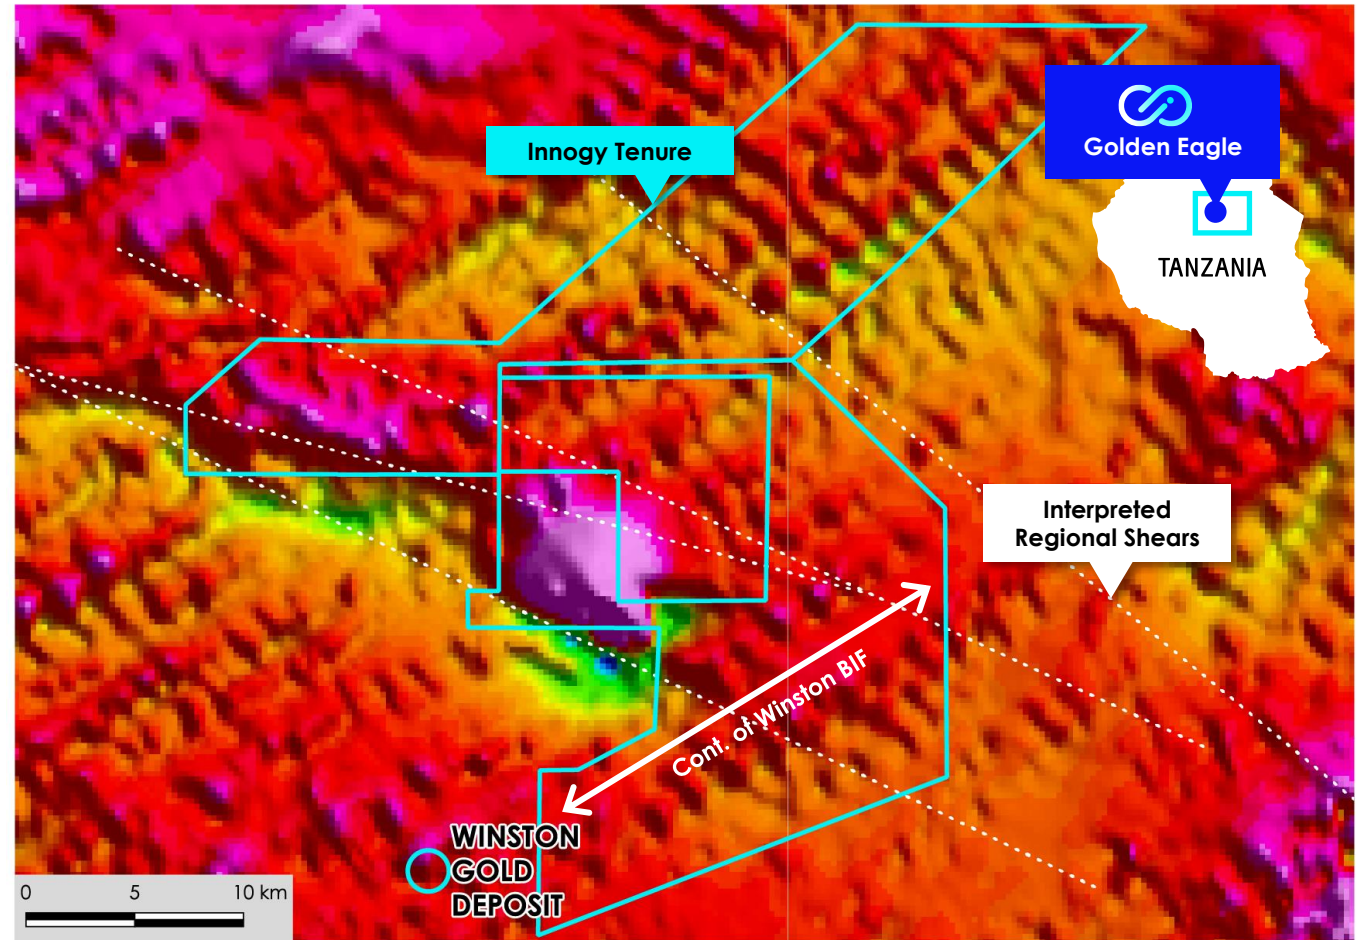 Innogy Tenure
Golden Eagle
TANZANIA
Interpreted
Regional Shears
Cont. of Winston BIF
WINSTON
GOLD
DEPOSIT
0 5 10 km